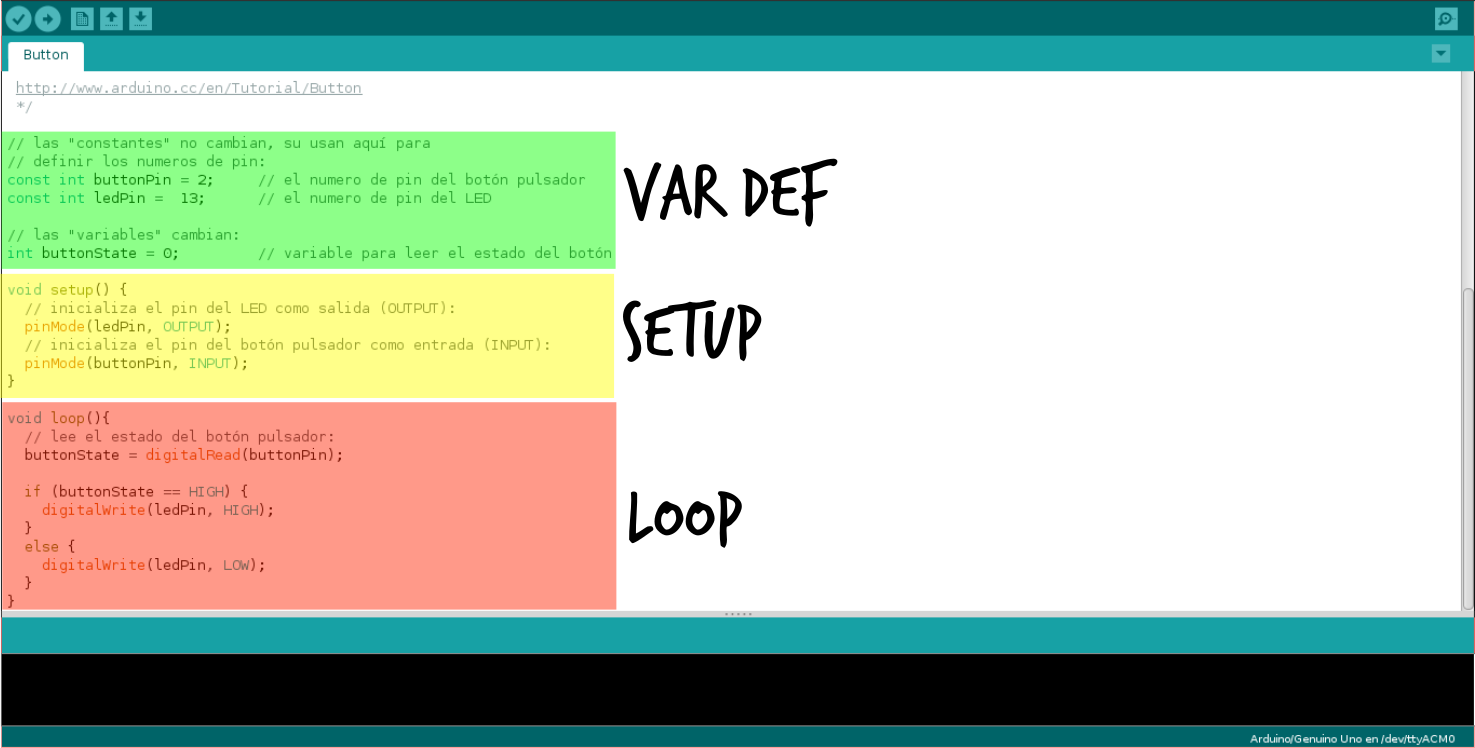 Button
http://www.arduino.cc/en/Tutorial/Button
*/
// las "constantes" no cambian, su usan aquí para
// definir los numeros de pin:
const int buttonPin = 2;     // el numero de pin del botón pulsador
const int ledPin =  13;      // el numero de pin del LED
// las "variables" cambian:
int buttonState = 0;         // variable para leer el estado del botón
VAR DEF
void setup() {
  // inicializa el pin del LED como salida (OUTPUT):
  pinMode(ledPin, OUTPUT);
  // inicializa el pin del botón pulsador como entrada (INPUT):
  pinMode(buttonPin, INPUT);
}
SETUP
void loop(){
  // lee el estado del botón pulsador:
  buttonState = digitalRead(buttonPin);
  if (buttonState == HIGH) {
    digitalWrite(ledPin, HIGH);
  }
  else {
    digitalWrite(ledPin, LOW);
  }
}
LOOP
Arduino/Genuino Uno en /dev/ttyACM0